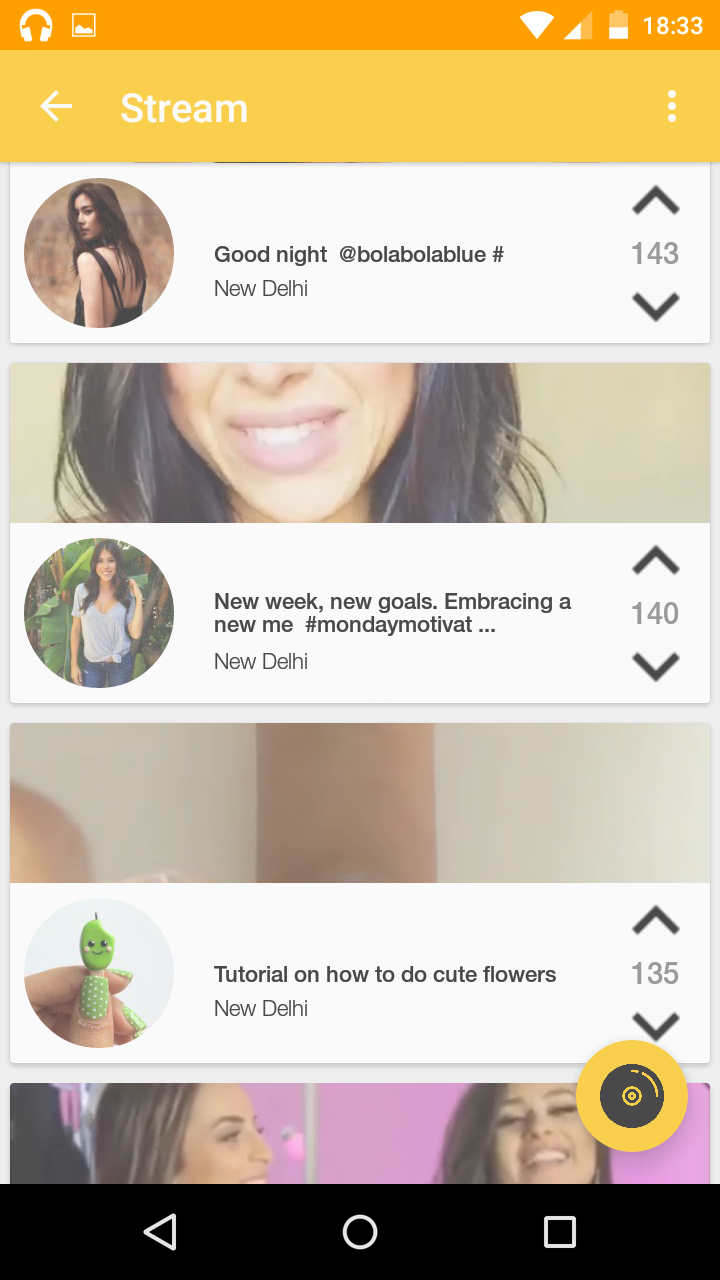 18:33
Stream
Good night  @bolabolablue #
143
New Delhi
New week, new goals. Embracing a
new me  #mondaymotivat ...
140
New Delhi
Tutorial on how to do cute flowers
135
New Delhi